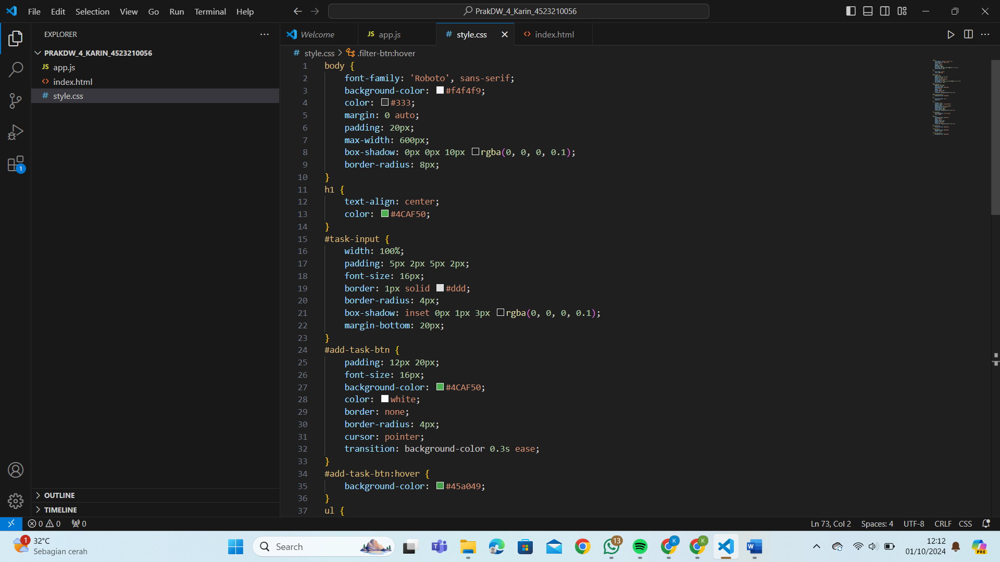 File Edit Selection View Go Run Terminal Help
PrakDW_4_Karin_4523210056
EXPLORER
PRAKDW_4_KARIN_4523210056
JS app.js
<> index.html
# style.css
1
OUTLINE
TIMELINE
Welcome
JS app.js
# style.css
<> index.html
# style.css > .filter-btn:hover
1 body {
2 font-family: 'Roboto', sans-serif;
3 background-color: #f4f4f9;
4 color: #333;
5 margin: 0 auto;
6 padding: 20px;
7 max-width: 600px;
8 box-shadow: 0px 0px 10px rgba(0, 0, 0, 0.1);
9 border-radius: 8px;
10 }
11 h1 {
12 text-align: center;
13 color: #4CAF50;
14 }
15 #task-input {
16 width: 100%;
17 padding: 5px 2px 5px 2px;
18 font-size: 16px;
19 border: 1px solid #ddd;
20 border-radius: 4px;
21 box-shadow: inset 0px 1px 3px rgba(0, 0, 0, 0.1);
22 margin-bottom: 20px;
23 }
24 #add-task-btn {
25 padding: 12px 20px;
26 font-size: 16px;
27 background-color: #4CAF50;
28 color: white;
29 border: none;
30 border-radius: 4px;
31 cursor: pointer;
32 transition: background-color 0.3s ease;
33 }
34 #add-task-btn:hover {
35 background-color: #45a049;
36 }
37 ul {
0 0 0
Ln 73, Col 2 Spaces: 4 UTF-8 CRLF CSS
1
32°C
Sebagian cerah
Search
T
13
K
K
W
12:12
01/10/2024
PRE